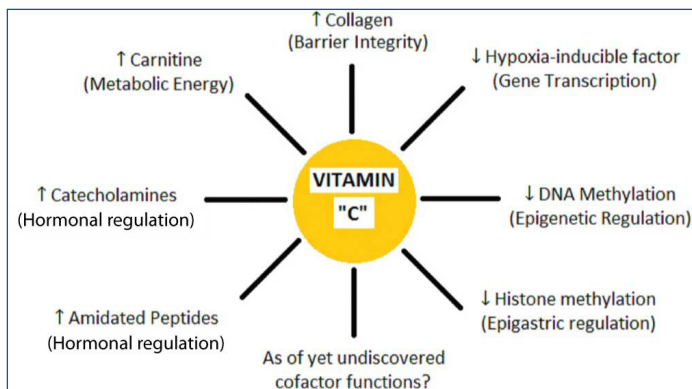 ↑ Collagen
(Barrier Integrity)
↑ Carnitine
(Metabolic Energy)
↓ Hypoxia-inducible factor
(Gene Transcription)
VITAMIN
"C"
↑ Catecholamines
(Hormonal regulation)
↓ DNA Methylation
(Epigenetic Regulation)
↑ Amidated Peptides
(Hormonal regulation)
↓ Histone methylation
(Epigastric regulation)
As of yet undiscovered
cofactor functions?